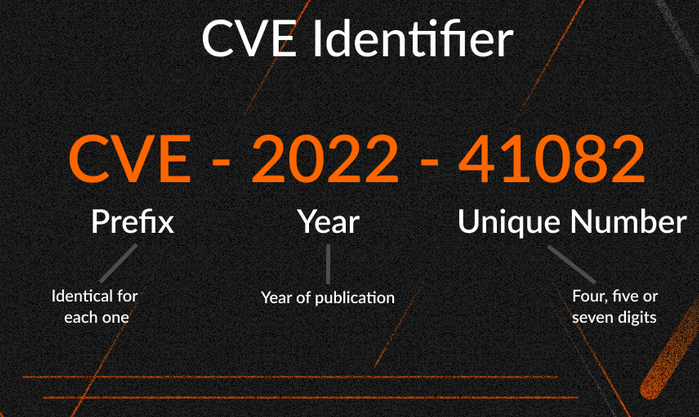 CVE Identifier
CVE - 2022 - 41082
Prefix Year Unique Number
Identical for
each one
Year of publication
Four, five or
seven digits